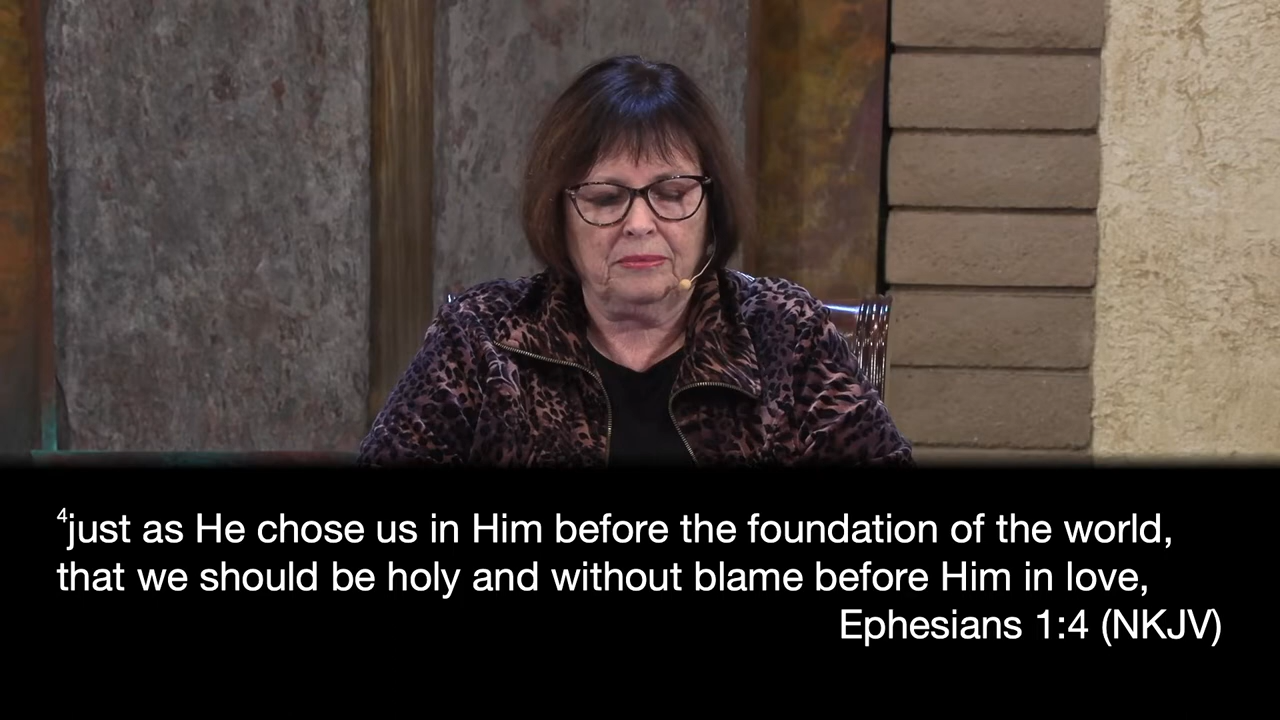 4just as He chose us in Him before the foundation of the world,
that we should be holy and without blame before Him in love,
Ephesians 1:4 (NKJV)